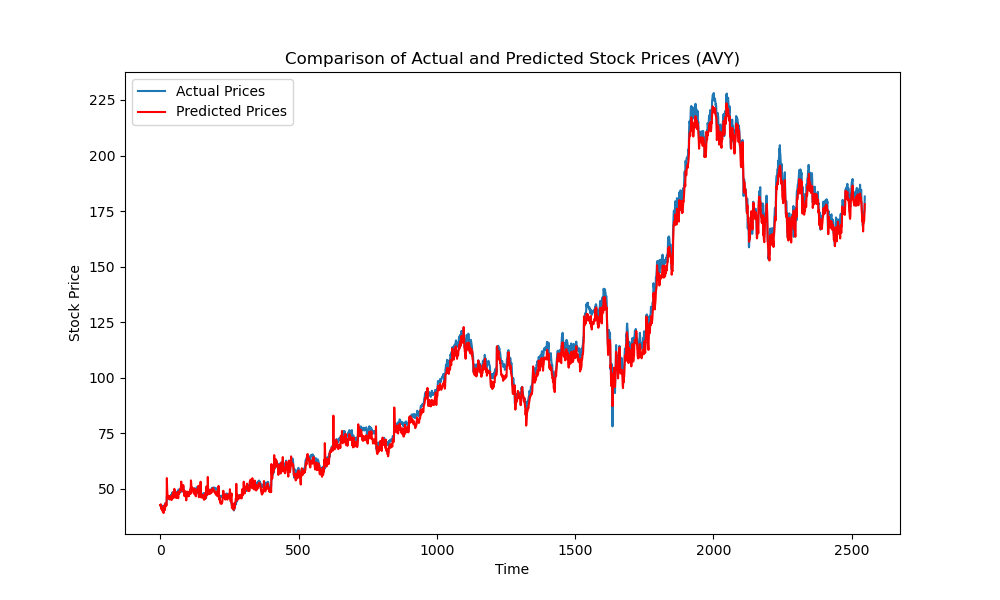 Comparison of Actual and Predicted Stock Prices (AVY)
Actual Prices
Predicted Prices
Stock Price
225
200
175
150
125
100
75
50
0
500
1000
1500
2000
2500
Time